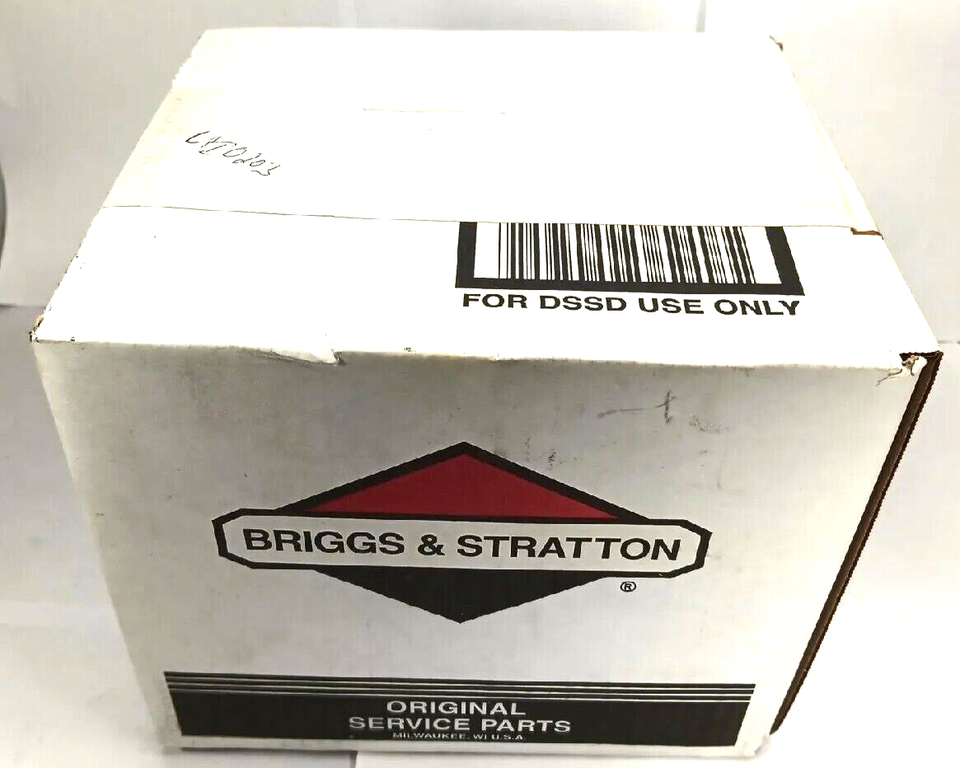 FOR DSSD USE ONLY
BRIGGS & STRATTON
®
ORIGINAL
SERVICE PARTS
MILWAUKEE, WI U.S.A.